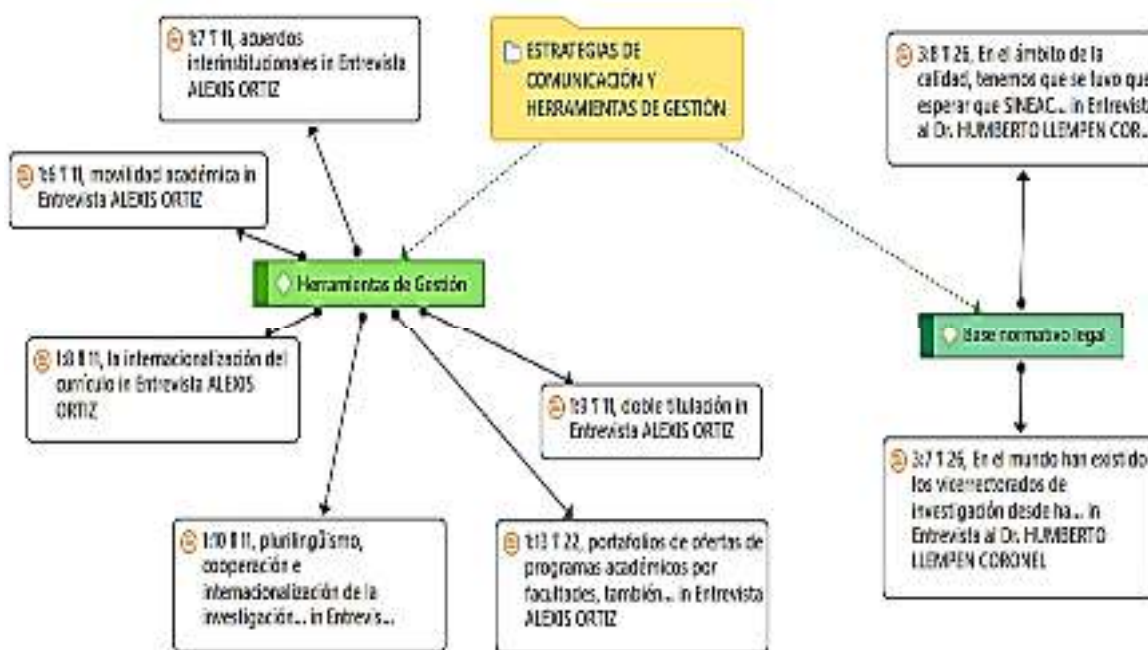 1:7 ¶ 11, acuerdos
interinstitucionales in Entrevista
ALEXIS ORTIZ
ESTRATEGIAS DE
COMUNICACIÓN Y
HERRAMIENTAS DE GESTIÓN
3:8 ¶ 26, En el ámbito de la
calidad, tenemos que se tuvo que
esperar que SINEAC... in Entrevista
al Dr. HUMBERTO LLEMPEN COR...
1:6 ¶ 11, movilidad académica in
Entrevista ALEXIS ORTIZ
Herramientas de Gestión
Base normativo legal
1:8 ¶ 11, la internacionalización del
currículo in Entrevista ALEXIS
ORTIZ
1:9 ¶ 11, doble titulación in
Entrevista ALEXIS ORTIZ
3:7 ¶ 26, En el mundo han existido
los vicerrectorados de
investigación desde ha... in
Entrevista al Dr. HUMBERTO
LLEMPEN CORONEL
1:10 ¶ 11, plurilingüismo,
cooperación e
internacionalización de la
investigación... in Entrevis...
1:13 ¶ 22, portafolios de ofertas de
programas académicos por
facultades, también... in Entrevista
ALEXIS ORTIZ